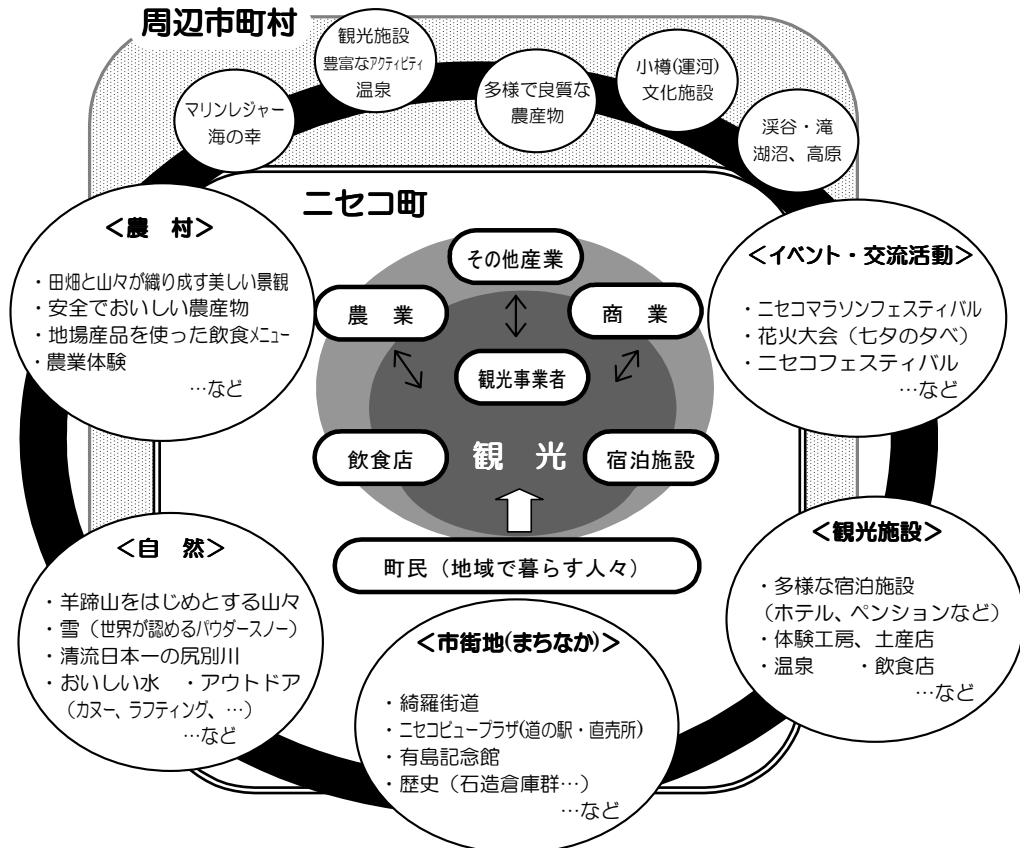 周辺市町村
マリンレジャー
海の幸
観光施設
豊富なｱｸﾃｨﾋﾞﾃｨ
温泉
多様で良質な
農産物
小樽(運河)
文化施設
渓谷・滝
湖沼、高原
ニセコ町
＜農　村＞
・田畑と山々が織り成す美しい景観
・安全でおいしい農産物
・地場産品を使った飲食ﾒﾆｭｰ
・農業体験
…など
その他産業
農　業
商　業
観光事業者
飲食店
観　光
宿泊施設
町民（地域で暮らす人々）
＜イベント・交流活動＞
・ニセコマラソンフェスティバル
・花火大会（七夕の夕べ）
・ニセコフェスティバル
…など
＜自　然＞
・羊蹄山をはじめとする山々
・雪（世界が認めるパウダースノー）
・清流日本一の尻別川
・おいしい水　・アウトドア
（ｶﾇｰ、ラフティング、…）
…など
＜市街地(まちなか)＞
・綺羅街道
・ニセコビュープラザ(道の駅・直売所)
・有島記念館
・歴史（石造倉庫群…）
…など
＜観光施設＞
・多様な宿泊施設
（ホテル、ペンションなど）
・体験工房、土産店
・温泉　・飲食店
…など